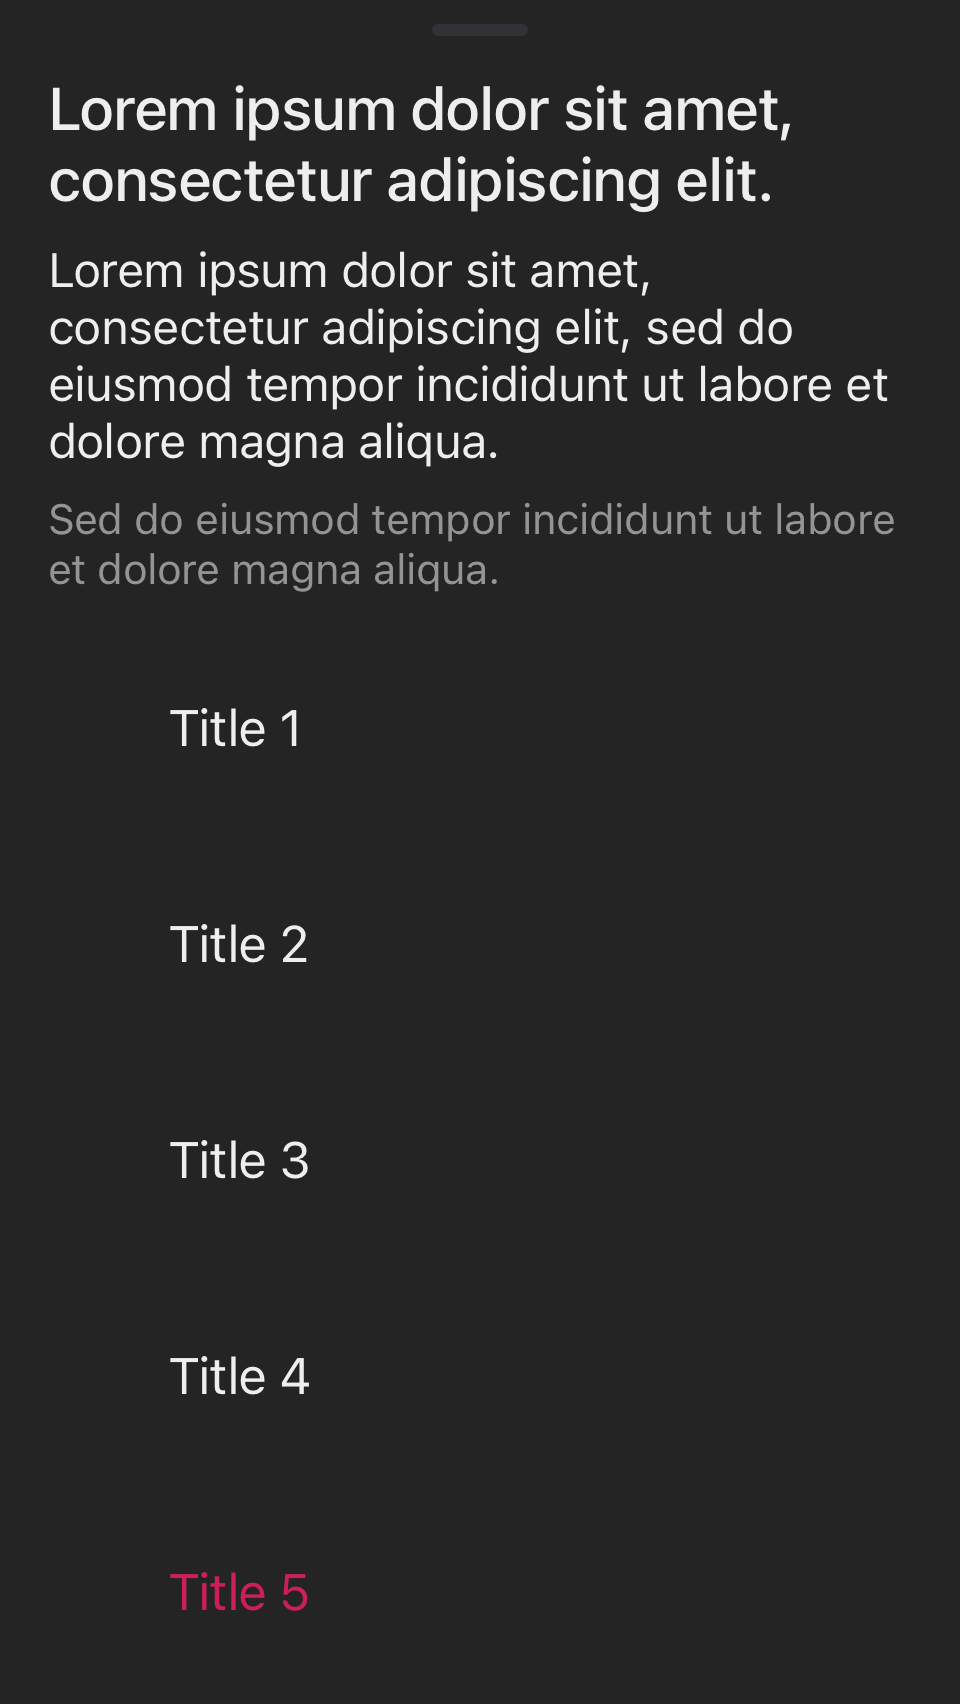 Lorem ipsum dolor sit amet,
consectetur adipiscing elit.
Lorem ipsum dolor sit amet,
consectetur adipiscing elit, sed do
eiusmod tempor incididunt ut labore et
dolore magna aliqua.
Sed do eiusmod tempor incididunt ut labore
et dolore magna aliqua.
Title 1
Title 2
Title 3
Title 4
Title 5